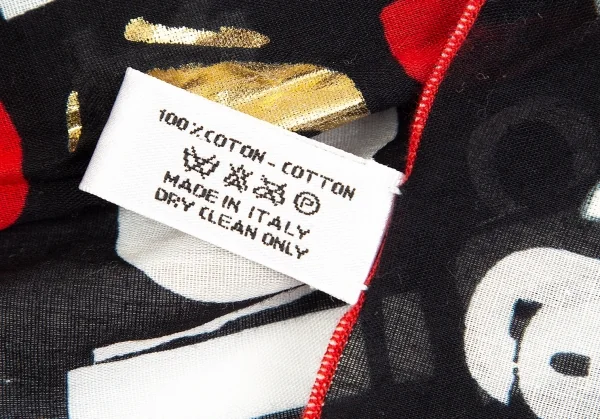 100% COTON - COTTON
P
MADE IN ITALY
DRY CLEAN ONLY